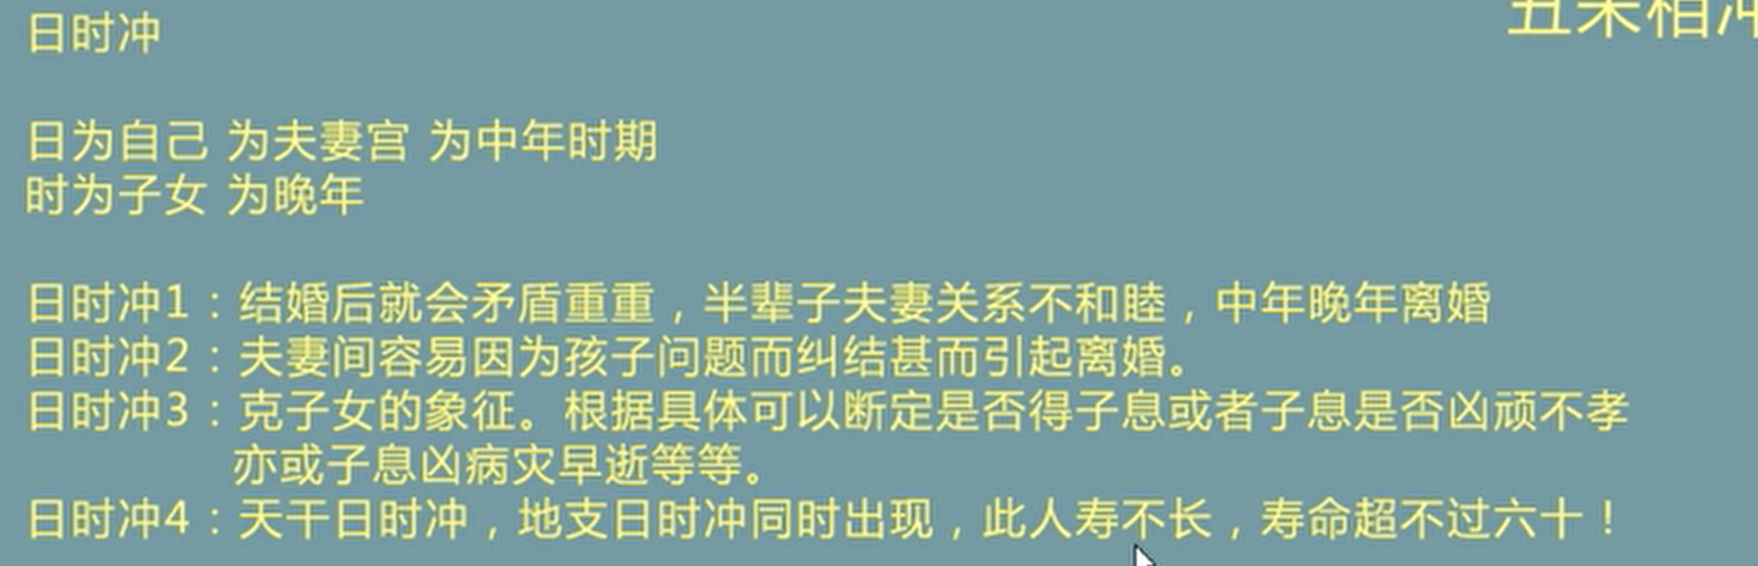 日时冲
丑未相冲
日为自己 为夫妻宫 为中年时期
时为子女 为晚年
日时冲1：结婚后就会矛盾重重，半辈子夫妻关系不和睦，中年晚年离婚
日时冲2：夫妻间容易因为孩子问题而纠结甚而引起离婚。
日时冲3：克子女的象征。根据具体可以断定是否得子息或者子息是否凶顽不孝
亦或子息凶病灾早逝等等。
日时冲4：天干日时冲，地支日时冲同时出现，此人寿不长，寿命超不过六十！